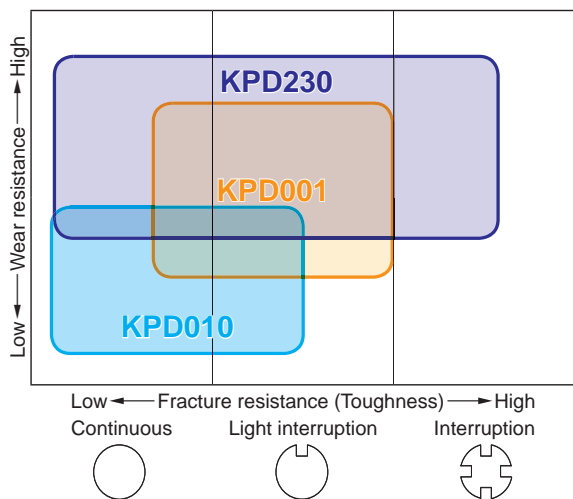 High
Wear resistance
Low
KPD230
KPD001
KPD010
Low Fracture resistance (Toughness) High
Continuous Light interruption Interruption